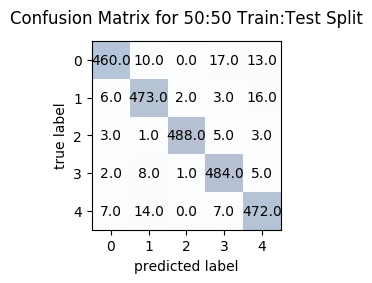 Confusion Matrix for 50:50 Train:Test Split
0 460.0 10.0 0.0 17.0 13.0
1 6.0 473.0 2.0 3.0 16.0
2 3.0 1.0 488.0 5.0 3.0
3 2.0 8.0 1.0 484.0 5.0
4 7.0 14.0 0.0 7.0 472.0
true label
0 1 2 3 4
predicted label